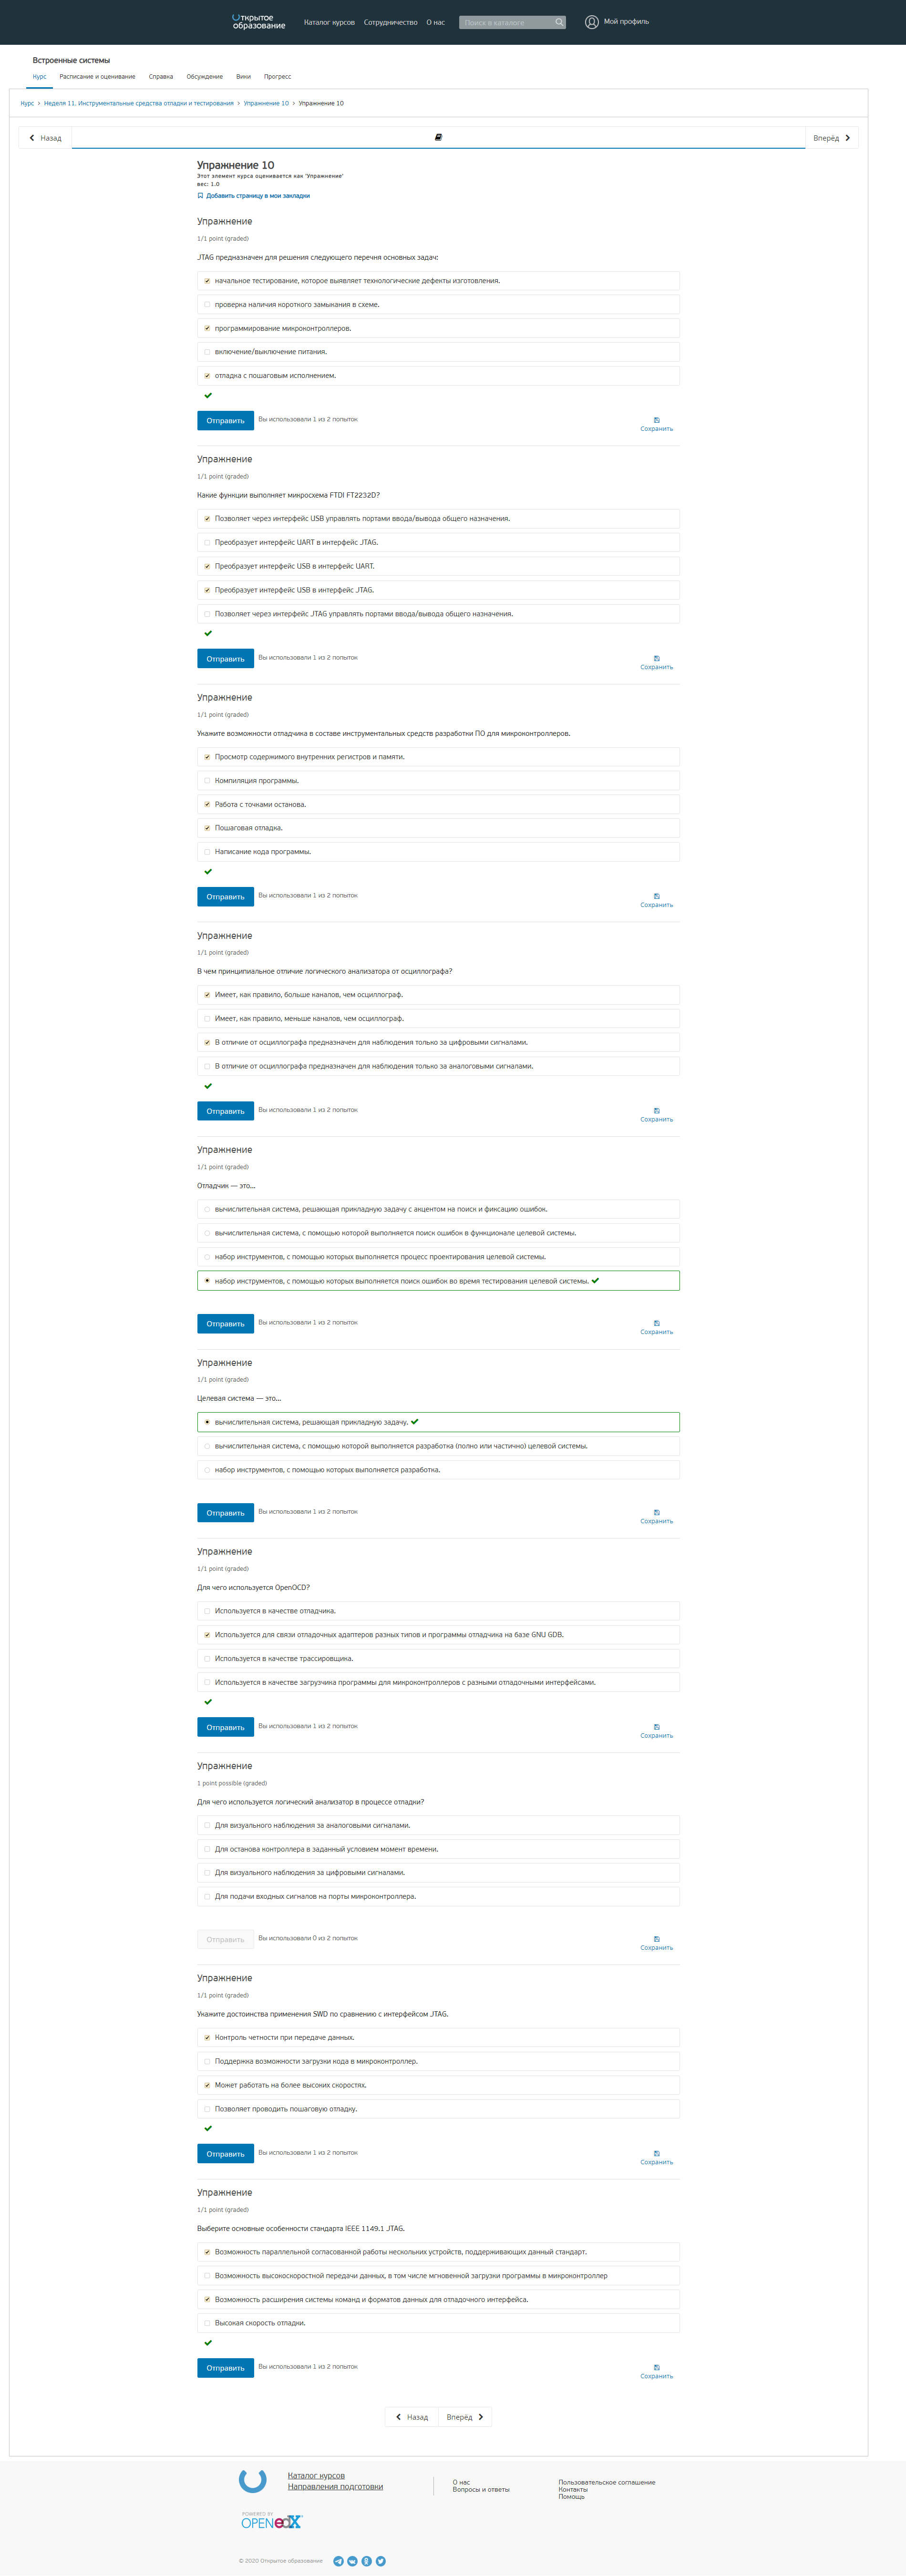 Открытое
образование
Каталог курсов
Сотрудничество
О нас
Поиск в каталоге
Мой профиль
Встроенные системы
Курс
Расписание и оценивание
Справка
Обсуждение
Вики
Прогресс
Курс > Неделя 11. Инструментальные средства отладки и тестирования > Упражнение 10 > Упражнение 10
Назад
Вперёд
Упражнение 10
Этот элемент курса оценивается как 'Упражнение'
вес: 1.0
Добавить страницу в мои закладки
Упражнение
1/1 point (graded)
JTAG предназначен для решения следующего перечня основных задач:
начальное тестирование, которое выявляет технологические дефекты изготовления.
проверка наличия короткого замыкания в схеме.
программирование микроконтроллеров.
включение/выключение питания.
отладка с пошаговым исполнением.
Отправить
Вы использовали 1 из 2 попыток
Сохранить
Упражнение
1/1 point (graded)
Какие функции выполняет микросхема FTDI FT2232D?
Позволяет через интерфейс USB управлять портами ввода/вывода общего назначения.
Преобразует интерфейс UART в интерфейс JTAG.
Преобразует интерфейс USB в интерфейс UART.
Преобразует интерфейс USB в интерфейс JTAG.
Позволяет через интерфейс JTAG управлять портами ввода/вывода общего назначения.
Отправить
Вы использовали 1 из 2 попыток
Сохранить
Упражнение
1/1 point (graded)
Укажите возможности отладчика в составе инструментальных средств разработки ПО для микроконтроллеров.
Просмотр содержимого внутренних регистров и памяти.
Компиляция программы.
Работа с точками останова.
Пошаговая отладка.
Написание кода программы.
Отправить
Вы использовали 1 из 2 попыток
Сохранить
Упражнение
1/1 point (graded)
В чем принципиальное отличие логического анализатора от осциллографа?
Имеет, как правило, больше каналов, чем осциллограф.
Имеет, как правило, меньше каналов, чем осциллограф.
В отличие от осциллографа предназначен для наблюдения только за цифровыми сигналами.
В отличие от осциллографа предназначен для наблюдения только за аналоговыми сигналами.
Отправить
Вы использовали 1 из 2 попыток
Сохранить
Упражнение
1/1 point (graded)
Отладчик — это...
вычислительная система, решающая прикладную задачу с акцентом на поиск и фиксацию ошибок.
вычислительная система, с помощью которой выполняется поиск ошибок в функционале целевой системы.
набор инструментов, с помощью которых выполняется процесс проектирования целевой системы.
набор инструментов, с помощью которых выполняется поиск ошибок во время тестирования целевой системы.
Отправить
Вы использовали 1 из 2 попыток
Сохранить
Упражнение
1/1 point (graded)
Целевая система — это...
вычислительная система, решающая прикладную задачу.
вычислительная система, с помощью которой выполняется разработка (полно или частично) целевой системы.
набор инструментов, с помощью которых выполняется разработка.
Отправить
Вы использовали 1 из 2 попыток
Сохранить
Упражнение
1/1 point (graded)
Для чего используется OpenOCD?
Используется в качестве отладчика.
Используется для связи отладочных адаптеров разных типов и программы отладчика на базе GNU GDB.
Используется в качестве трассировщика.
Используется в качестве загрузчика программы для микроконтроллеров с разными отладочными интерфейсами.
Отправить
Вы использовали 1 из 2 попыток
Сохранить
Упражнение
1 point possible (graded)
Для чего используется логический анализатор в процессе отладки?
Для визуального наблюдения за аналоговыми сигналами.
Для останова контроллера в заданный условием момент времени.
Для визуального наблюдения за цифровыми сигналами.
Для подачи входных сигналов на порты микроконтроллера.
Отправить
Вы использовали 0 из 2 попыток
Сохранить
Упражнение
1/1 point (graded)
Укажите достоинства применения SWD по сравнению с интерфейсом JTAG.
Контроль четности при передаче данных.
Поддержка возможности загрузки кода в микроконтроллер.
Может работать на более высоких скоростях.
Позволяет проводить пошаговую отладку.
Отправить
Вы использовали 1 из 2 попыток
Сохранить
Упражнение
1/1 point (graded)
Выберите основные особенности стандарта IEEE 1149.1 JTAG.
Возможность параллельной согласованной работы нескольких устройств, поддерживающих данный стандарт.
Возможность высокоскоростной передачи данных, в том числе мгновенной загрузки программы в микроконтроллер
Возможность расширения системы команд и форматов данных для отладочного интерфейса.
Высокая скорость отладки.
Отправить
Вы использовали 1 из 2 попыток
Сохранить
Назад
Вперёд
Каталог курсов
Направления подготовки
О нас
Вопросы и ответы
Пользовательское соглашение
Контакты
Помощь
POWERED BY
OPEN edX
© 2020 Открытое образование